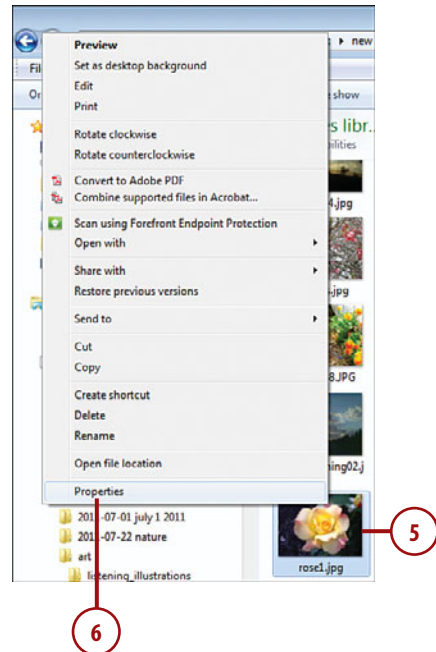 new
Fil
Or
show
Preview
Set as desktop background
Edit
Print
Rotate clockwise
Rotate counterclockwise
Convert to Adobe PDF
Combine supported files in Acrobat...
Scan using Forefront Endpoint Protection
Open with
Share with
Restore previous versions
Send to
Cut
Copy
Create shortcut
Delete
Rename
Open file location
Properties
s libr..
ilities
4.jpg
.jpg
8.JPG
ing02.j
rose1.jpg
-07-01 july 1 2011
-07-22 nature
art
listening_illustrations
5
6